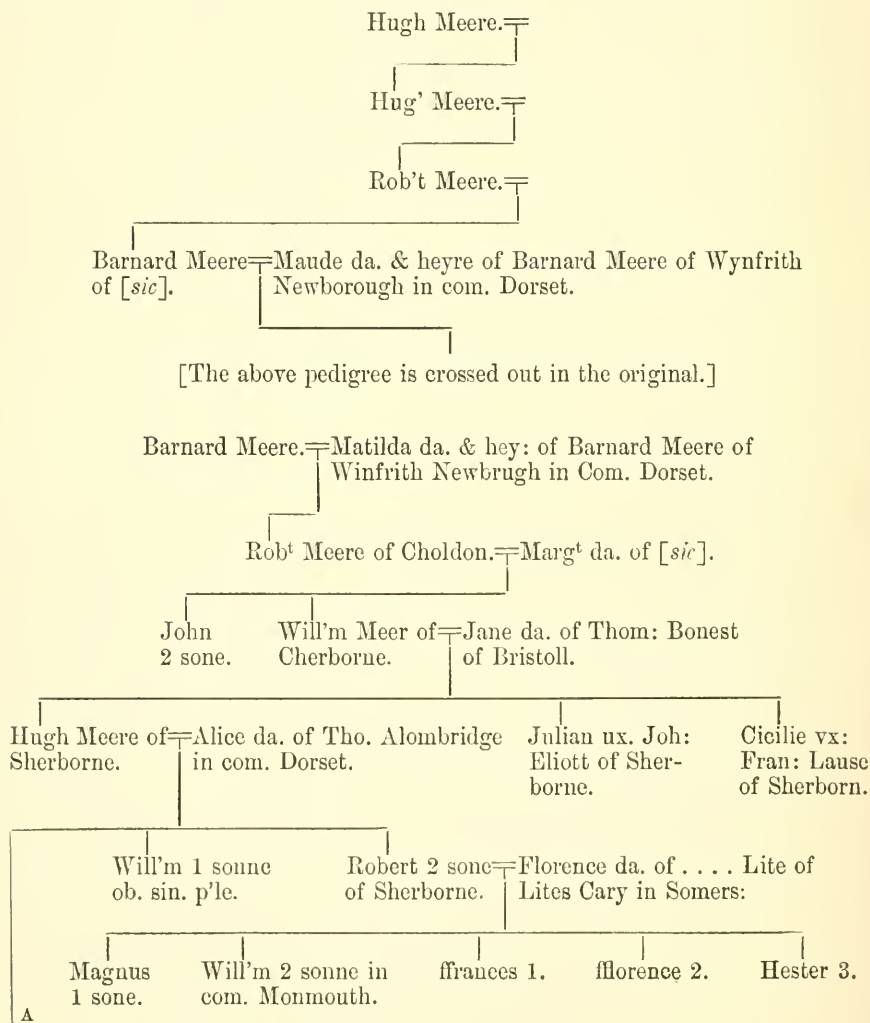 Hugh Meere.
Hug' Meere.
Rob't Meere.
Barnard Meere
of [sic].
Maude da. & heyre of Barnard Meere of Wynfrith
Newborough in com. Dorset.
[The above pedigree is crossed out in the original.]
Barnard Meere.
Matilda da. & hey: of Barnard Meere of
Winfrith Newbrugh in Com. Dorset.
Robᵗ Meere of Choldon.
Margᵗ da. of [sic].
John
2 sone.
Will'm Meer of
Cherborne.
Jane da. of Thom: Bonest
of Bristoll.
Hugh Meere of
Sherborne.
Alice da. of Tho. Alombridge
in com. Dorset.
Julian ux. Joh:
Eliott of Sher-
borne.
Cicilie vx:
Fran: Lause
of Sherborn.
Will'm 1 sonne
ob. sin. p'le.
Robert 2 sone
of Sherborne.
Florence da. of . . . . Lite of
Lites Cary in Somers:
Magnus
1 sone.
Will'm 2 sonne in
com. Monmouth.
ffrances 1.
fflorence 2.
Hester 3.
A